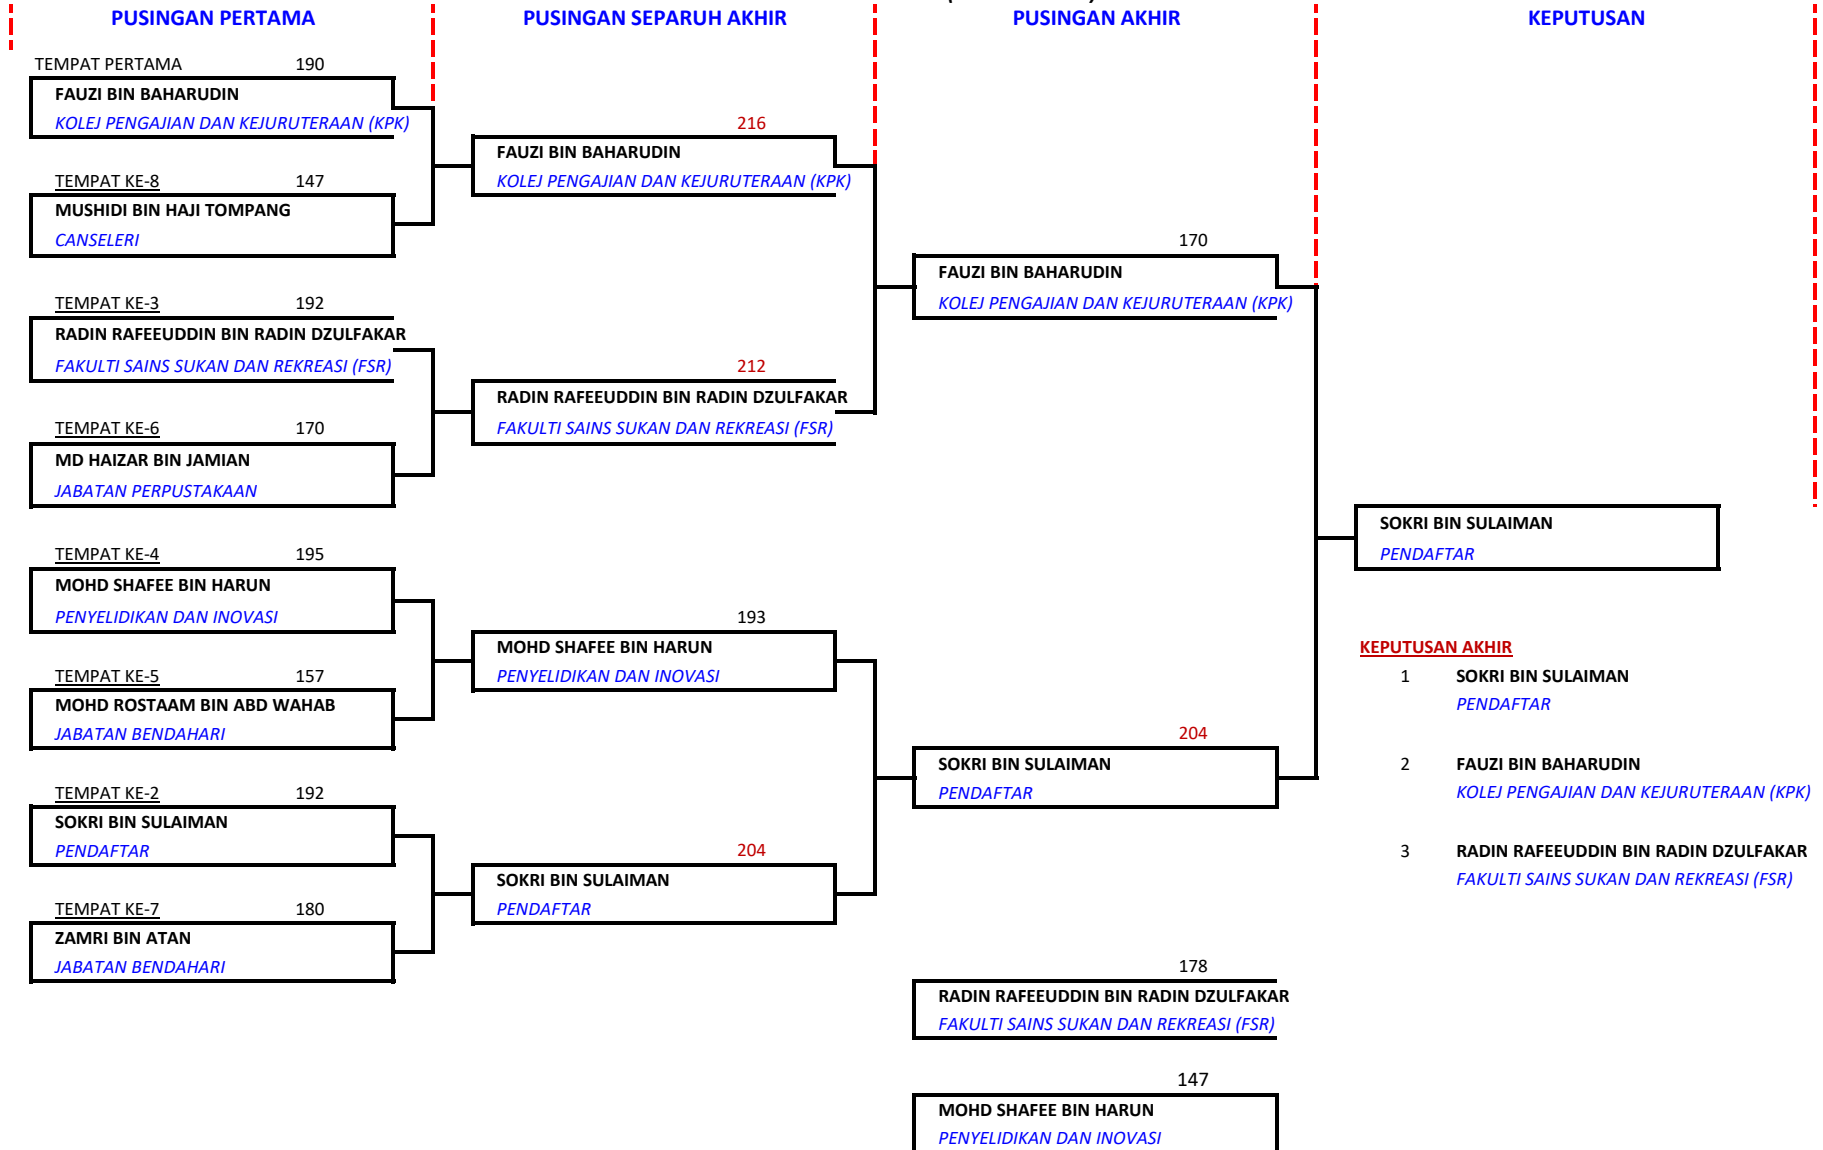 PUSINGAN PERTAMA
PUSINGAN SEPARUH AKHIR
PUSINGAN AKHIR
KEPUTUSAN
TEMPAT PERTAMA 190
FAUZI BIN BAHARUDIN
KOLEJ PENGAJIAN DAN KEJURUTERAAN (KPK)
TEMPAT KE-8 147
MUSHIDI BIN HAJI TOMPANG
CANSELERI
TEMPAT KE-3 192
RADIN RAFEEUDDIN BIN RADIN DZULFAKAR
FAKULTI SAINS SUKAN DAN REKREASI (FSR)
TEMPAT KE-6 170
MD HAIZAR BIN JAMIAN
JABATAN PERPUSTAKAAN
TEMPAT KE-4 195
MOHD SHAFEE BIN HARUN
PENYELIDIKAN DAN INOVASI
TEMPAT KE-5 157
MOHD ROSTAAM BIN ABD WAHAB
JABATAN BENDAHARI
TEMPAT KE-2 192
SOKRI BIN SULAIMAN
PENDAFTAR
TEMPAT KE-7 180
ZAMRI BIN ATAN
JABATAN BENDAHARI
216
FAUZI BIN BAHARUDIN
KOLEJ PENGAJIAN DAN KEJURUTERAAN (KPK)
212
RADIN RAFEEUDDIN BIN RADIN DZULFAKAR
FAKULTI SAINS SUKAN DAN REKREASI (FSR)
193
MOHD SHAFEE BIN HARUN
PENYELIDIKAN DAN INOVASI
204
SOKRI BIN SULAIMAN
PENDAFTAR
170
FAUZI BIN BAHARUDIN
KOLEJ PENGAJIAN DAN KEJURUTERAAN (KPK)
204
SOKRI BIN SULAIMAN
PENDAFTAR
178
RADIN RAFEEUDDIN BIN RADIN DZULFAKAR
FAKULTI SAINS SUKAN DAN REKREASI (FSR)
147
MOHD SHAFEE BIN HARUN
PENYELIDIKAN DAN INOVASI
SOKRI BIN SULAIMAN
PENDAFTAR
KEPUTUSAN AKHIR
1 SOKRI BIN SULAIMAN
PENDAFTAR
2 FAUZI BIN BAHARUDIN
KOLEJ PENGAJIAN DAN KEJURUTERAAN (KPK)
3 RADIN RAFEEUDDIN BIN RADIN DZULFAKAR
FAKULTI SAINS SUKAN DAN REKREASI (FSR)